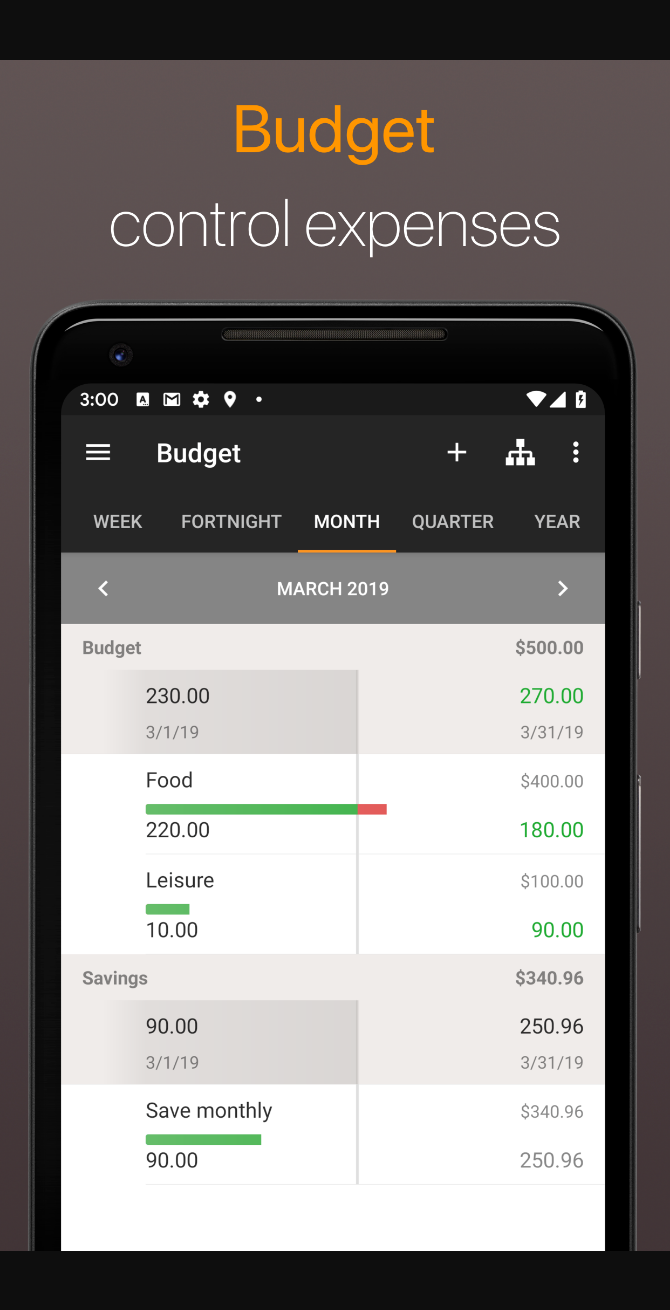 Budget
control expenses
3:00
Budget
WEEK FORTNIGHT MONTH QUARTER YEAR
MARCH 2019
Budget $500.00
230.00 270.00
3/1/19 3/31/19
Food $400.00
220.00 180.00
Leisure $100.00
10.00 90.00
Savings $340.96
90.00 250.96
3/1/19 3/31/19
Save monthly $340.96
90.00 250.96